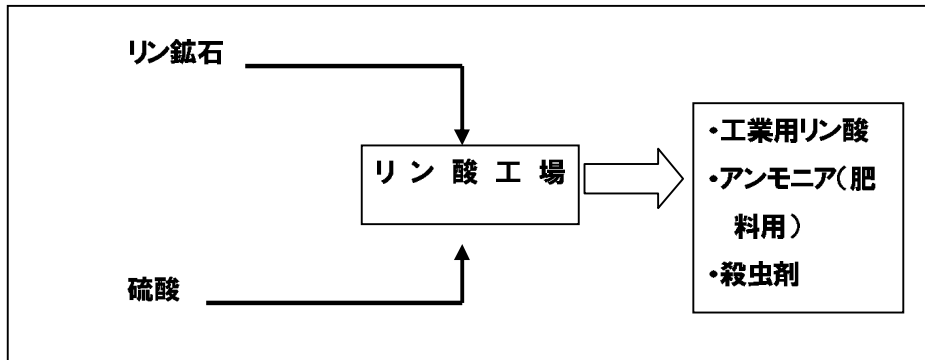 リン鉱石
リン酸工場
・工業用リン酸
・アンモニア(肥
料用)
・殺虫剤
硫酸